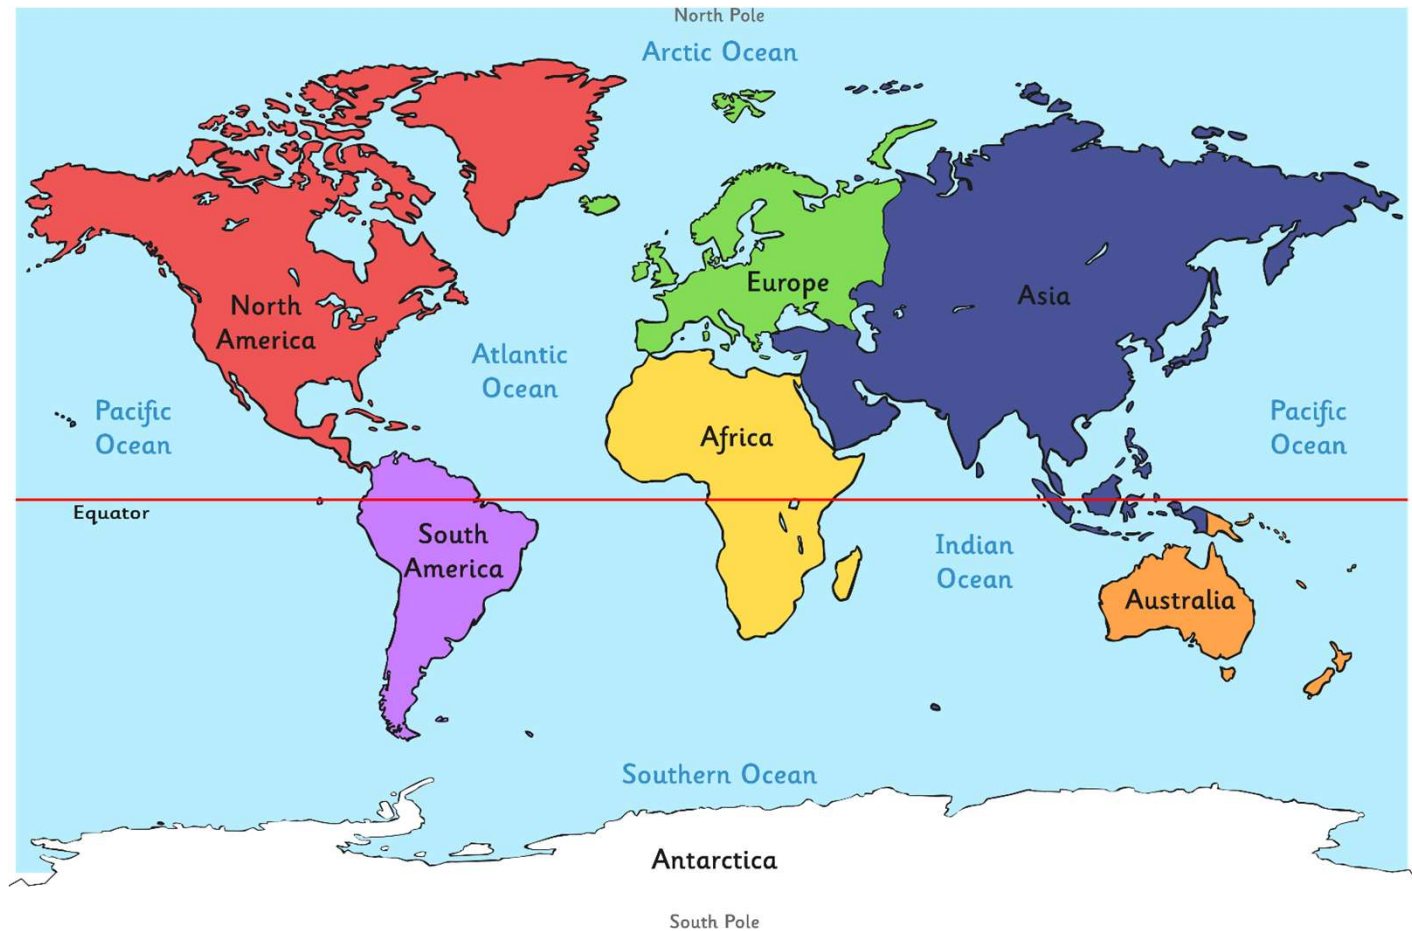 North Pole
Arctic Ocean
North
America
Europe
Asia
Atlantic
Ocean
Pacific
Ocean
Africa
Pacific
Ocean
Equator
South
America
Indian
Ocean
Australia
Southern Ocean
Antarctica
South Pole